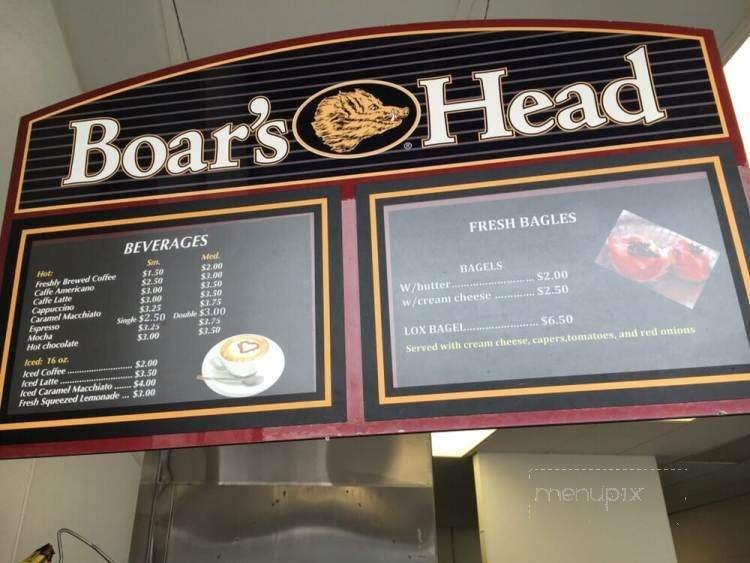 Boar's Head
®
BEVERAGES
Sm. Med.
Hot:
Freshly Brewed Coffee $1.50 $2.00
Caffe Americano $2.50 $3.00
Caffe Latte $3.00 $3.50
Cappuccino $3.00 $3.50
Caramel Macchiato $3.25 $3.75
Espresso Single $2.50 Double $3.00
Mocha $3.25 $3.75
Hot chocolate $3.00 $3.50
Iced: 16 oz.
Iced Coffee ........................ $2.00
Iced Latte ........................... $3.50
Iced Caramel Macchiato ...... $4.00
Fresh Squeezed Lemonade ... $3.00
FRESH BAGLES
BAGELS
W/butter........................... $2.00
w/cream cheese ............. $2.50
LOX BAGEL......................... $6.50
Served with cream cheese, capers,tomatoes, and red onions
menupix